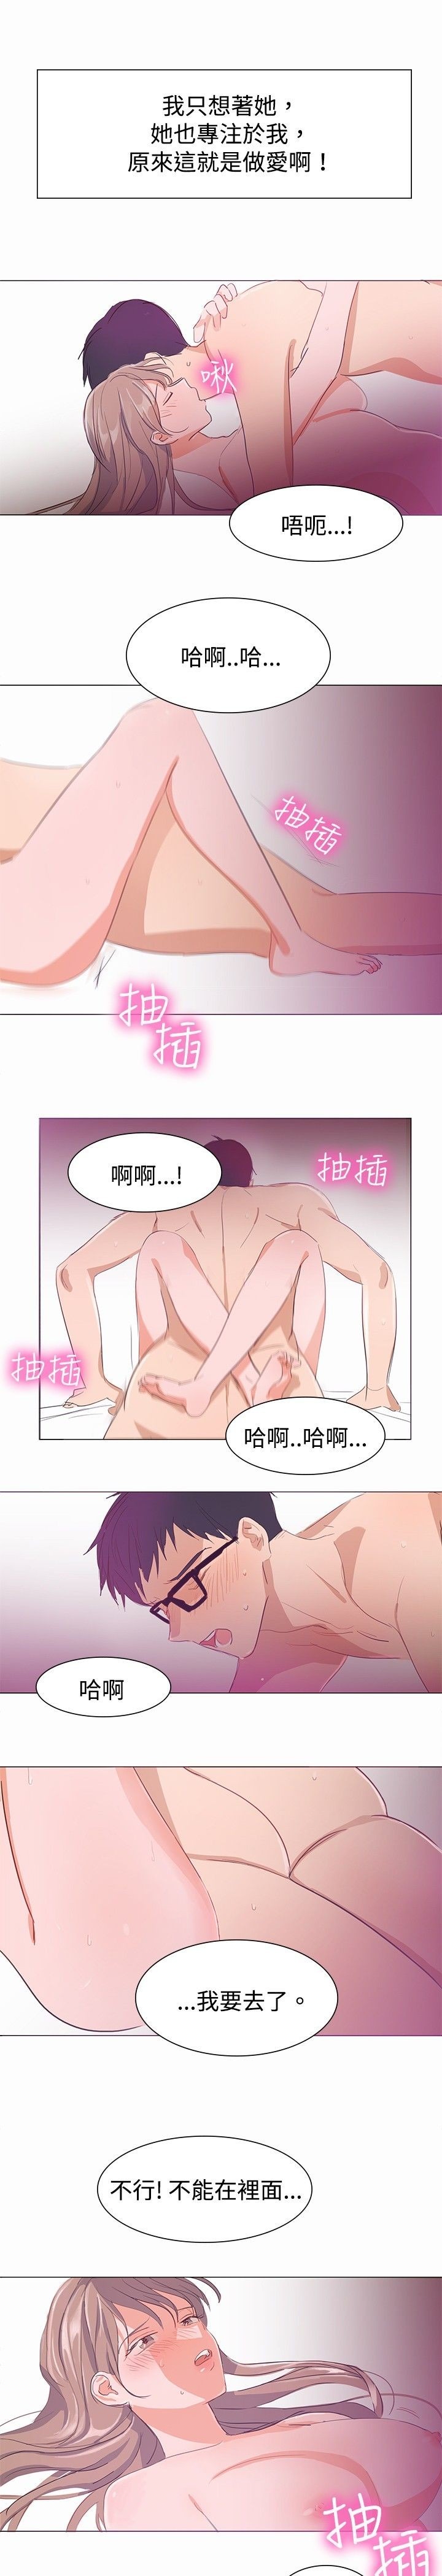 我只想著她，
她也專注於我，
原來這就是做愛啊！
啾
唔呃...!
哈啊..哈...
抽插
抽插
啊啊...!
抽插
抽插
哈啊..哈啊...
哈啊
...我要去了。
不行! 不能在裡面...
抽插